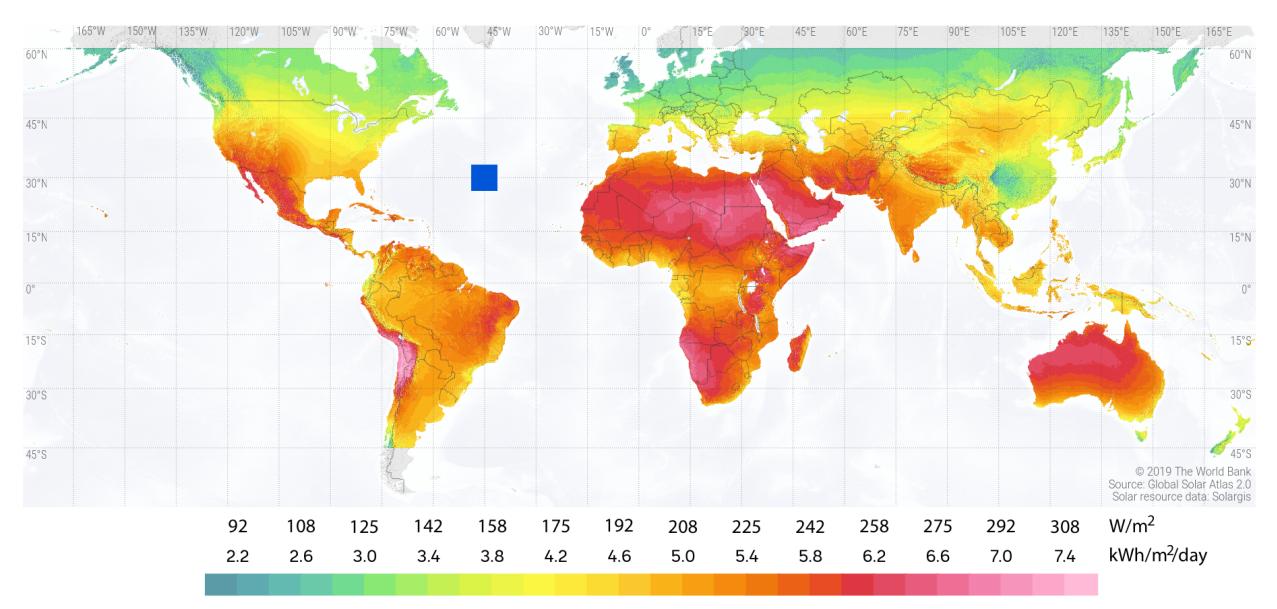 165°W 150°W 135°W 120°W 105°W 90°W 75°W 60°W 45°W 30°W 15°W 0° 15°E 30°E 45°E 60°E 75°E 90°E 105°E 120°E 135°E 150°E 165°E
60°N 60°N
45°N 45°N
30°N 30°N
15°N 15°N
0° 0°
15°S 15°S
30°S 30°S
45°S 45°S
© 2019 The World Bank
Source: Global Solar Atlas 2.0
Solar resource data: Solargis
92 108 125 142 158 175 192 208 225 242 258 275 292 308 W/m²
2.2 2.6 3.0 3.4 3.8 4.2 4.6 5.0 5.4 5.8 6.2 6.6 7.0 7.4 kWh/m²/day